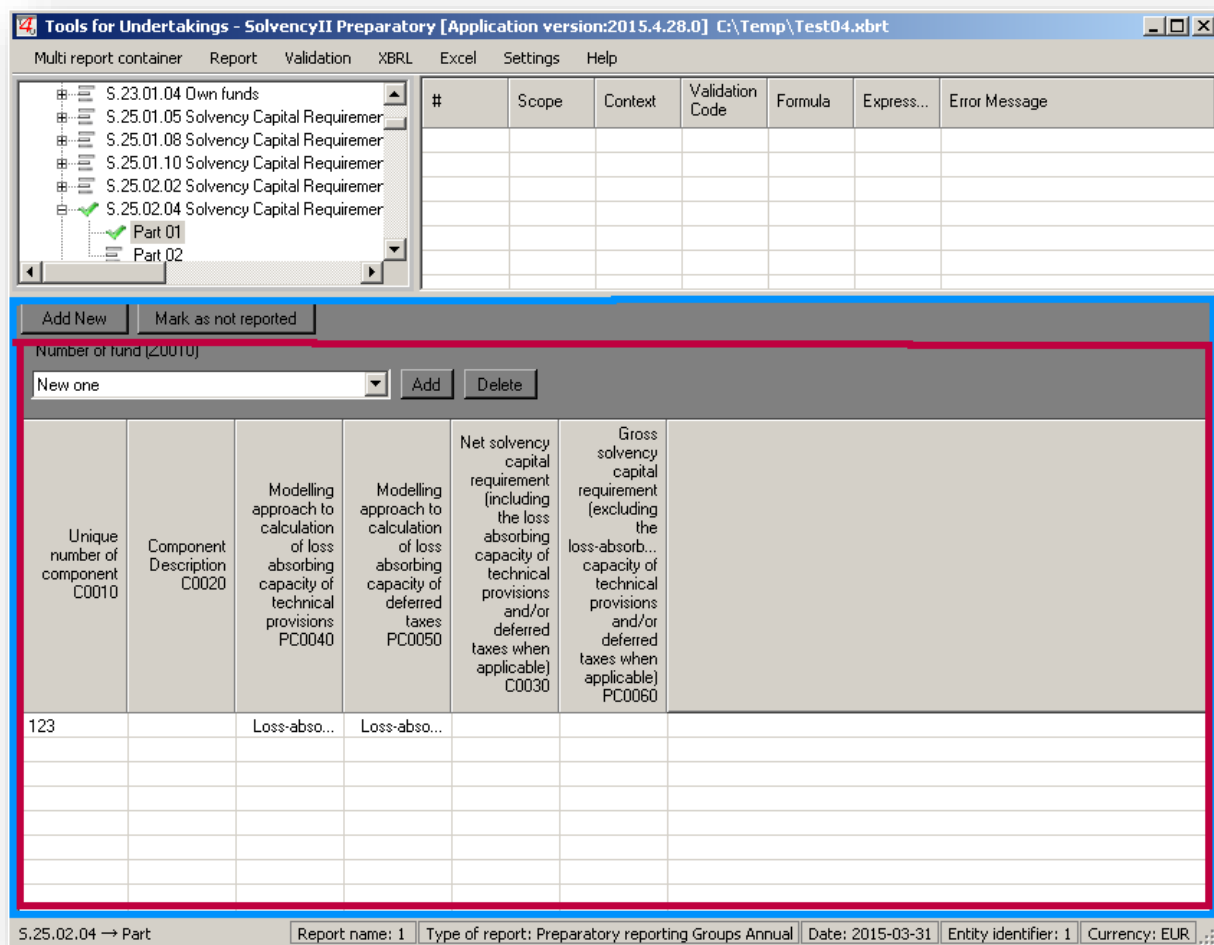 Tools for Undertakings - SolvencyII Preparatory [Application version:2015.4.28.0] C:\Temp\Test04.xbrt
Multi report container Report Validation XBRL Excel Settings Help
S.23.01.04 Own funds
S.25.01.05 Solvency Capital Requiremer
S.25.01.08 Solvency Capital Requiremer
S.25.01.10 Solvency Capital Requiremer
S.25.02.02 Solvency Capital Requiremer
S.25.02.04 Solvency Capital Requiremer
Part 01
Part 02
# Scope Context Validation Code Formula Express... Error Message
Add New Mark as not reported
Number of fund (Z0010)
New one Add Delete
Unique
number of
component
C0010
Component
Description
C0020
Modelling
approach to
calculation
of loss
absorbing
capacity of
technical
provisions
PC0040
Modelling
approach to
calculation
of loss
absorbing
capacity of
deferred
taxes
PC0050
Net solvency
capital
requirement
(including
the loss
absorbing
capacity of
technical
provisions
and/or
deferred
taxes when
applicable)
C0030
Gross
solvency
capital
requirement
(excluding
the
loss-absorb...
capacity of
technical
provisions
and/or
deferred
taxes when
applicable)
PC0060
123 Loss-abso... Loss-abso...
S.25.02.04 → Part Report name: 1 Type of report: Preparatory reporting Groups Annual Date: 2015-03-31 Entity identifier: 1 Currency: EUR